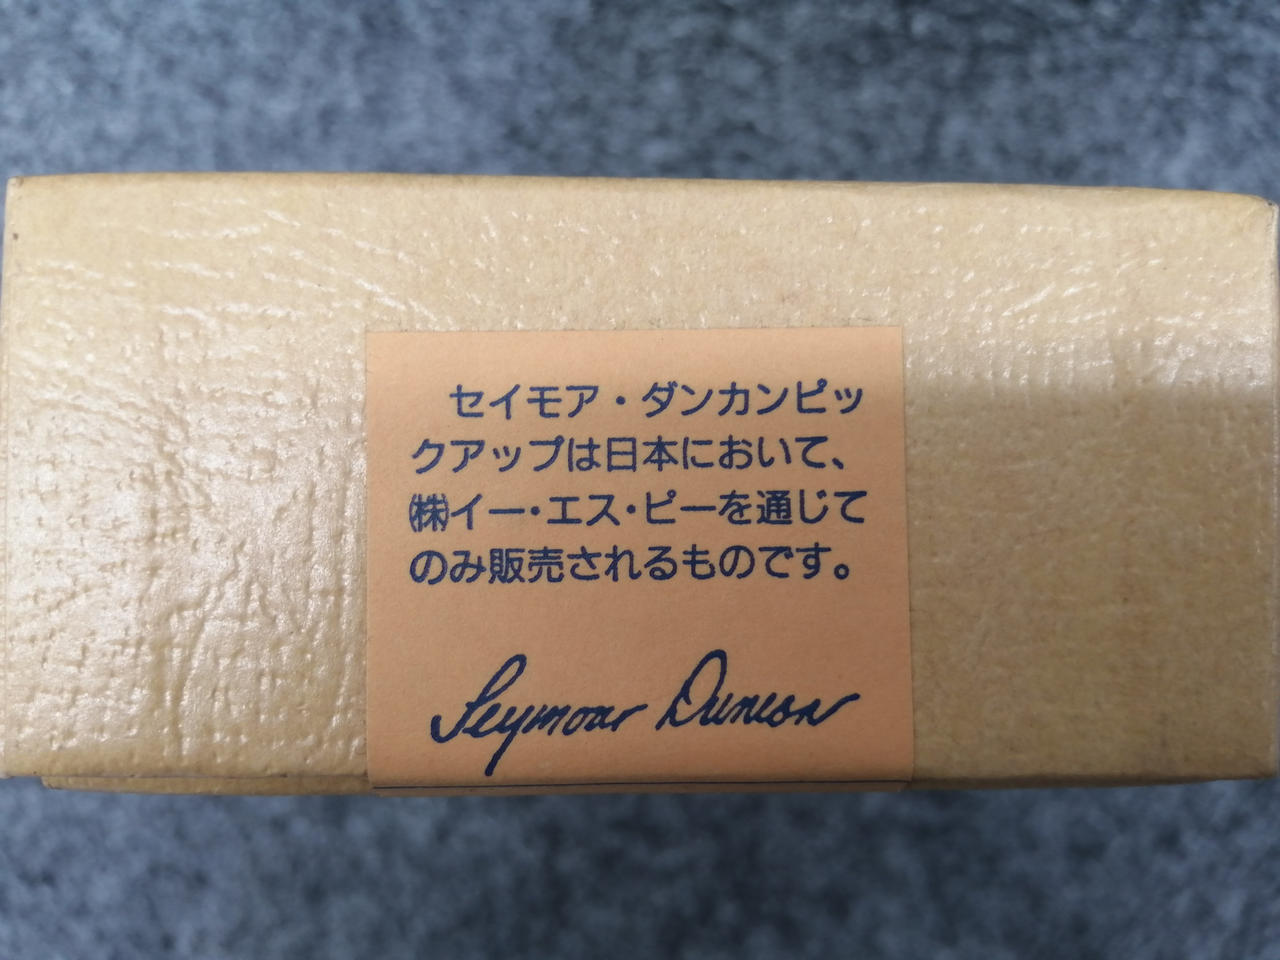 セイモア・ダンカンピッ
クアップは日本において、
㈱イー・エス・ピーを通じて
のみ販売されるものです。
Seymour Duncan